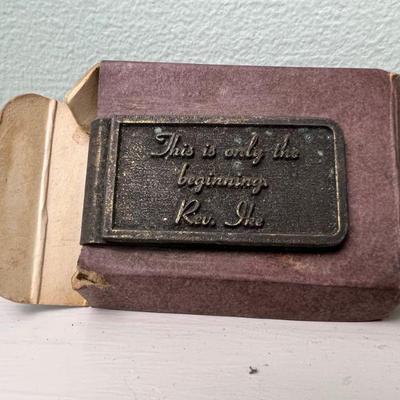 This is only the
beginning.
Rev. Ike